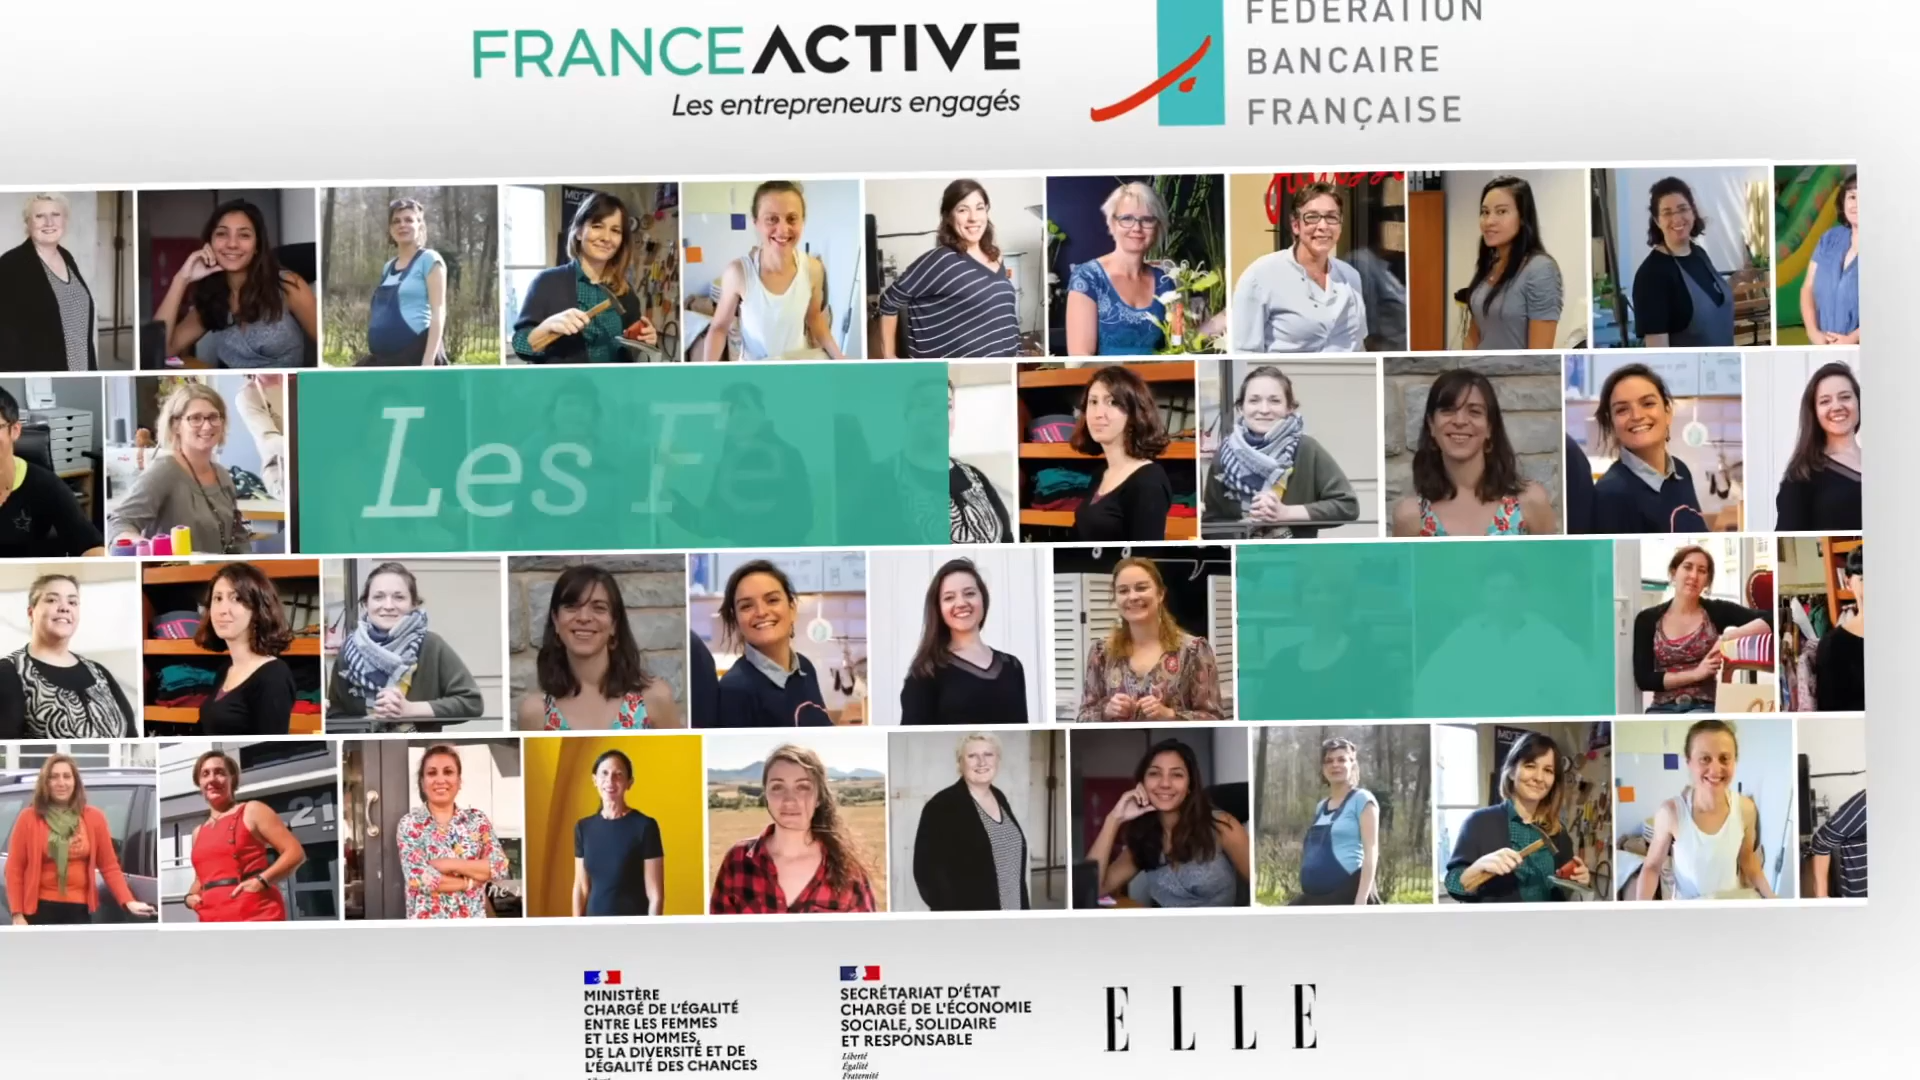 FRANCE ACTIVE
Les entrepreneurs engagés
FÉDÉRATION
BANCAIRE
FRANÇAISE
Les Fe
21
MINISTÈRE
CHARGÉ DE L'ÉGALITÉ
ENTRE LES FEMMES
ET LES HOMMES,
DE LA DIVERSITÉ ET DE
L'ÉGALITÉ DES CHANCES
SECRÉTARIAT D'ÉTAT
CHARGÉ DE L'ÉCONOMIE
SOCIALE, SOLIDAIRE
ET RESPONSABLE
Liberté
Égalité
Fraternité
ELLE